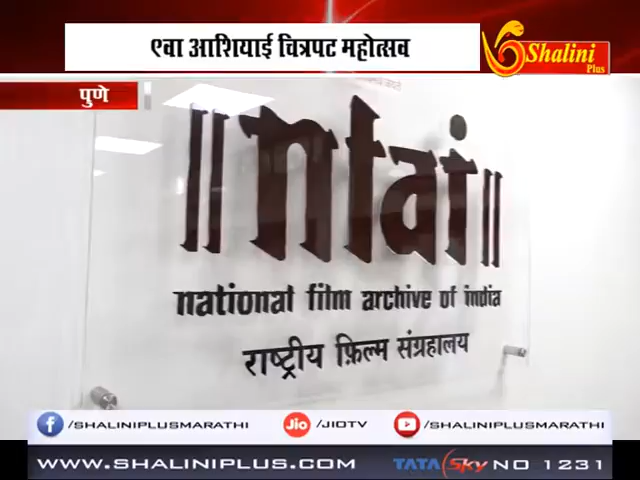 ९वा आशियाई चित्रपट महोत्सव
Shalini
Plus
पुणे
||nfai||
national film archive of india
राष्ट्रीय फ़िल्म संग्रहालय
/SHALINIPLUSMARATHI
Jio /JIOTV
/SHALINIPLUSMARATHI
WWW.SHALINIPLUS.COM
TATA Sky NO 1231